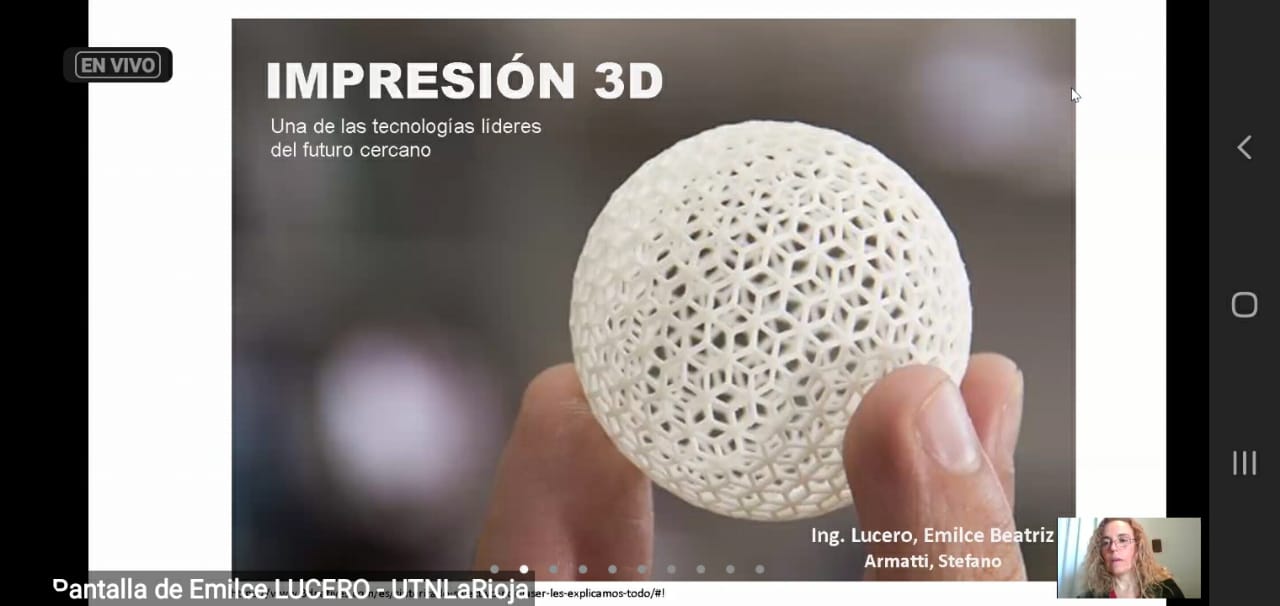 EN VIVO
IMPRESIÓN 3D
Una de las tecnologías líderes
del futuro cercano
Ing. Lucero, Emilce Beatriz
Armatti, Stefano
Pantalla de Emilce LUCERO - UTNLaRioja
ser-les-explicamos-todo/#!